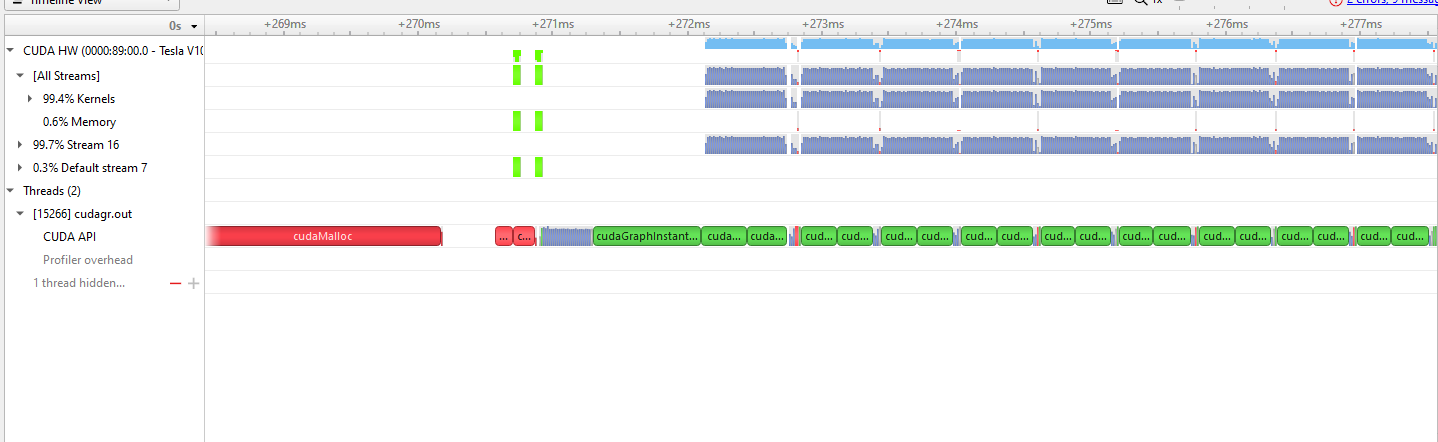 Timeline View
1x
2 errors, 9 messag
0s
+269ms +270ms +271ms +272ms +273ms +274ms +275ms +276ms +277ms
CUDA HW (0000:89:00.0 - Tesla V10
[All Streams]
99.4% Kernels
0.6% Memory
99.7% Stream 16
0.3% Default stream 7
Threads (2)
[15266] cudagr.out
CUDA API
cudaMalloc ... c... cudaGraphInstant... cuda... cuda... cud... cud... cud... cud... cud... cud... cud... cud... cud... cud... cud... cud... cud... cud... cud... cud...
Profiler overhead
1 thread hidden...